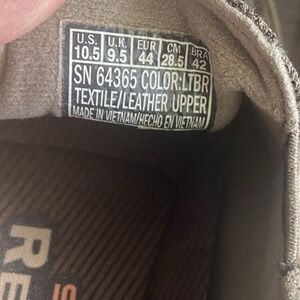 U.S. U.K. EUR CM BRA
10.5 9.5 44 28.5 42
SN 64365 COLOR:LTBR
TEXTILE/LEATHER UPPER
MADE IN VIETNAM/HECHO EN VIETNAM
RE